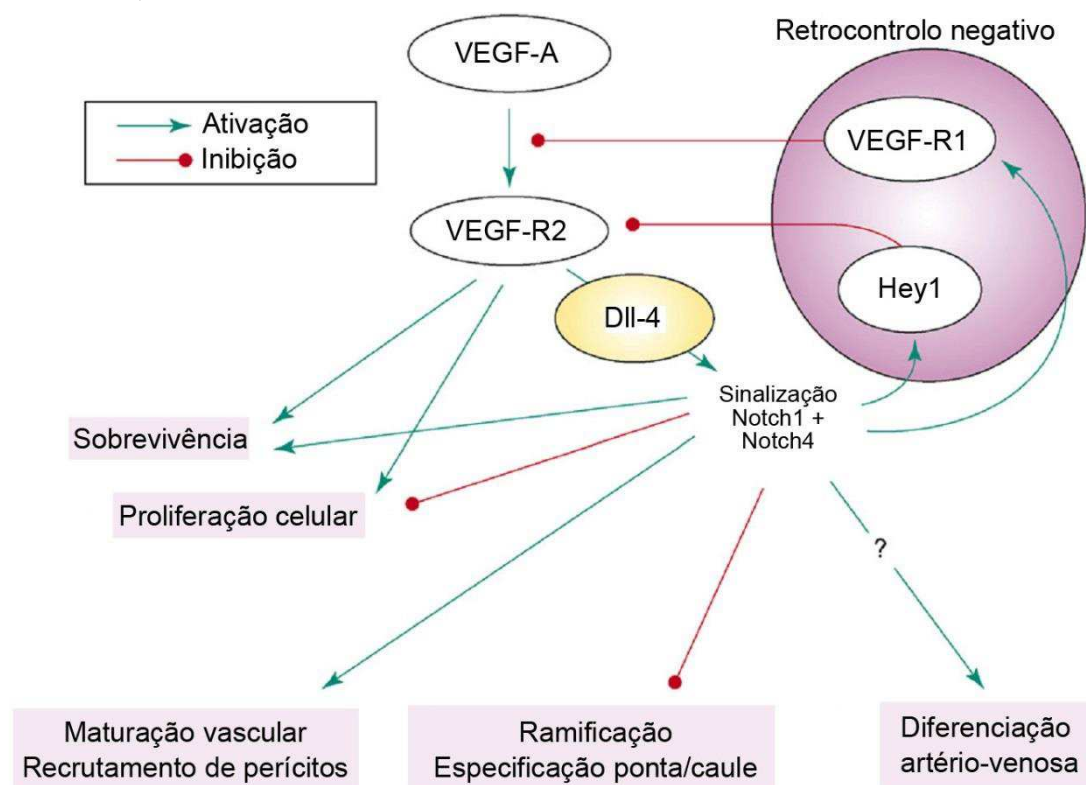 Retrocontrolo negativo
VEGF-A
Ativação
Inibição
VEGF-R1
VEGF-R2
Hey1
Dll-4
Sinalização
Notch1 +
Notch4
Sobrevivência
Proliferação celular
?
Maturação vascular
Recrutamento de perícitos
Ramificação
Especificação ponta/caule
Diferenciação
artério-venosa